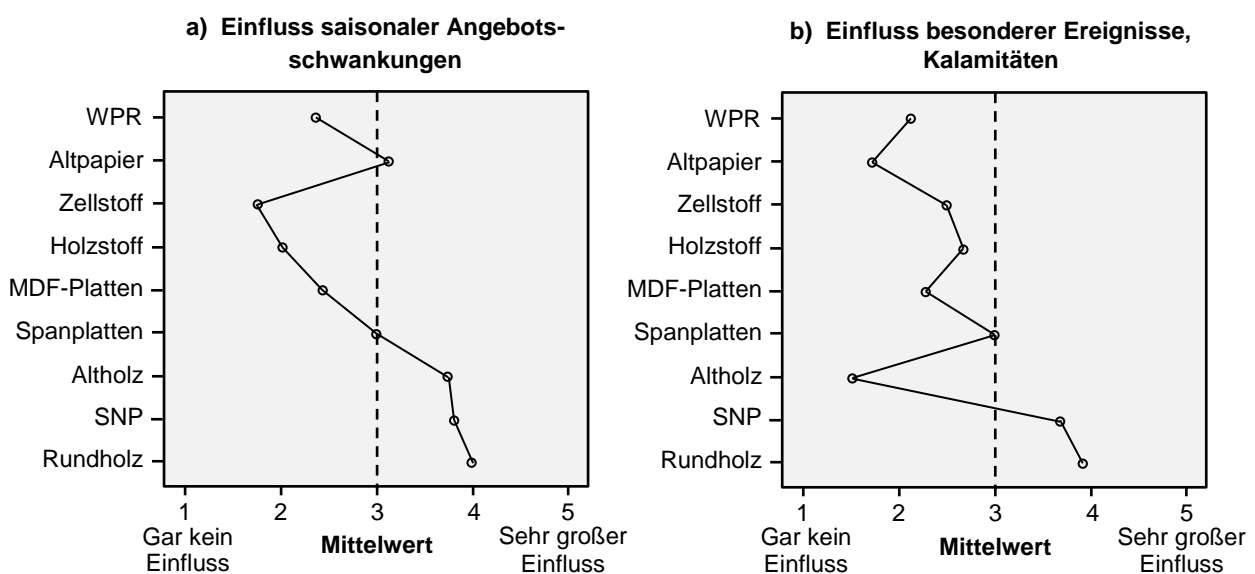 a) Einfluss saisonaler Angebots-
schwankungen
WPR
Altpapier
Zellstoff
Holzstoff
MDF-Platten
Spanplatten
Altholz
SNP
Rundholz
1 2 3 4 5
Gar kein
Einfluss
Mittelwert
Sehr großer
Einfluss
b) Einfluss besonderer Ereignisse,
Kalamitäten
WPR
Altpapier
Zellstoff
Holzstoff
MDF-Platten
Spanplatten
Altholz
SNP
Rundholz
1 2 3 4 5
Gar kein
Einfluss
Mittelwert
Sehr großer
Einfluss